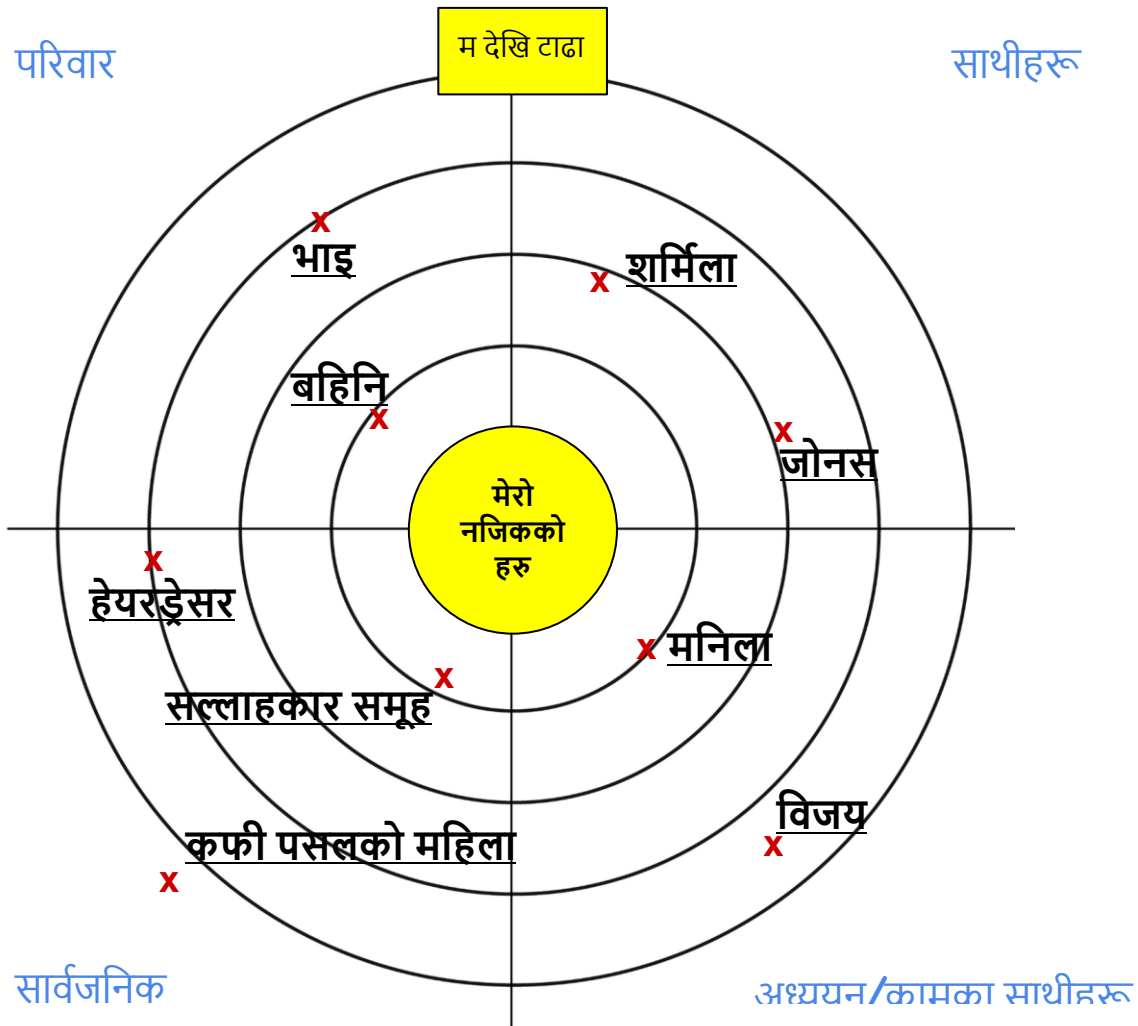 म देखि टाढा
परिवार
साथीहरू
भाइ
शर्मिला
बहिनि
जोनस
मेरो
नजिकको
हरु
हेयरड्रेसर
मनिला
सल्लाहकार समूह
विजय
कफी पसलको महिला
सार्वजनिक
अध्ययन/कामका साथीहरू
x
x
x
x
x
x
x
x
x